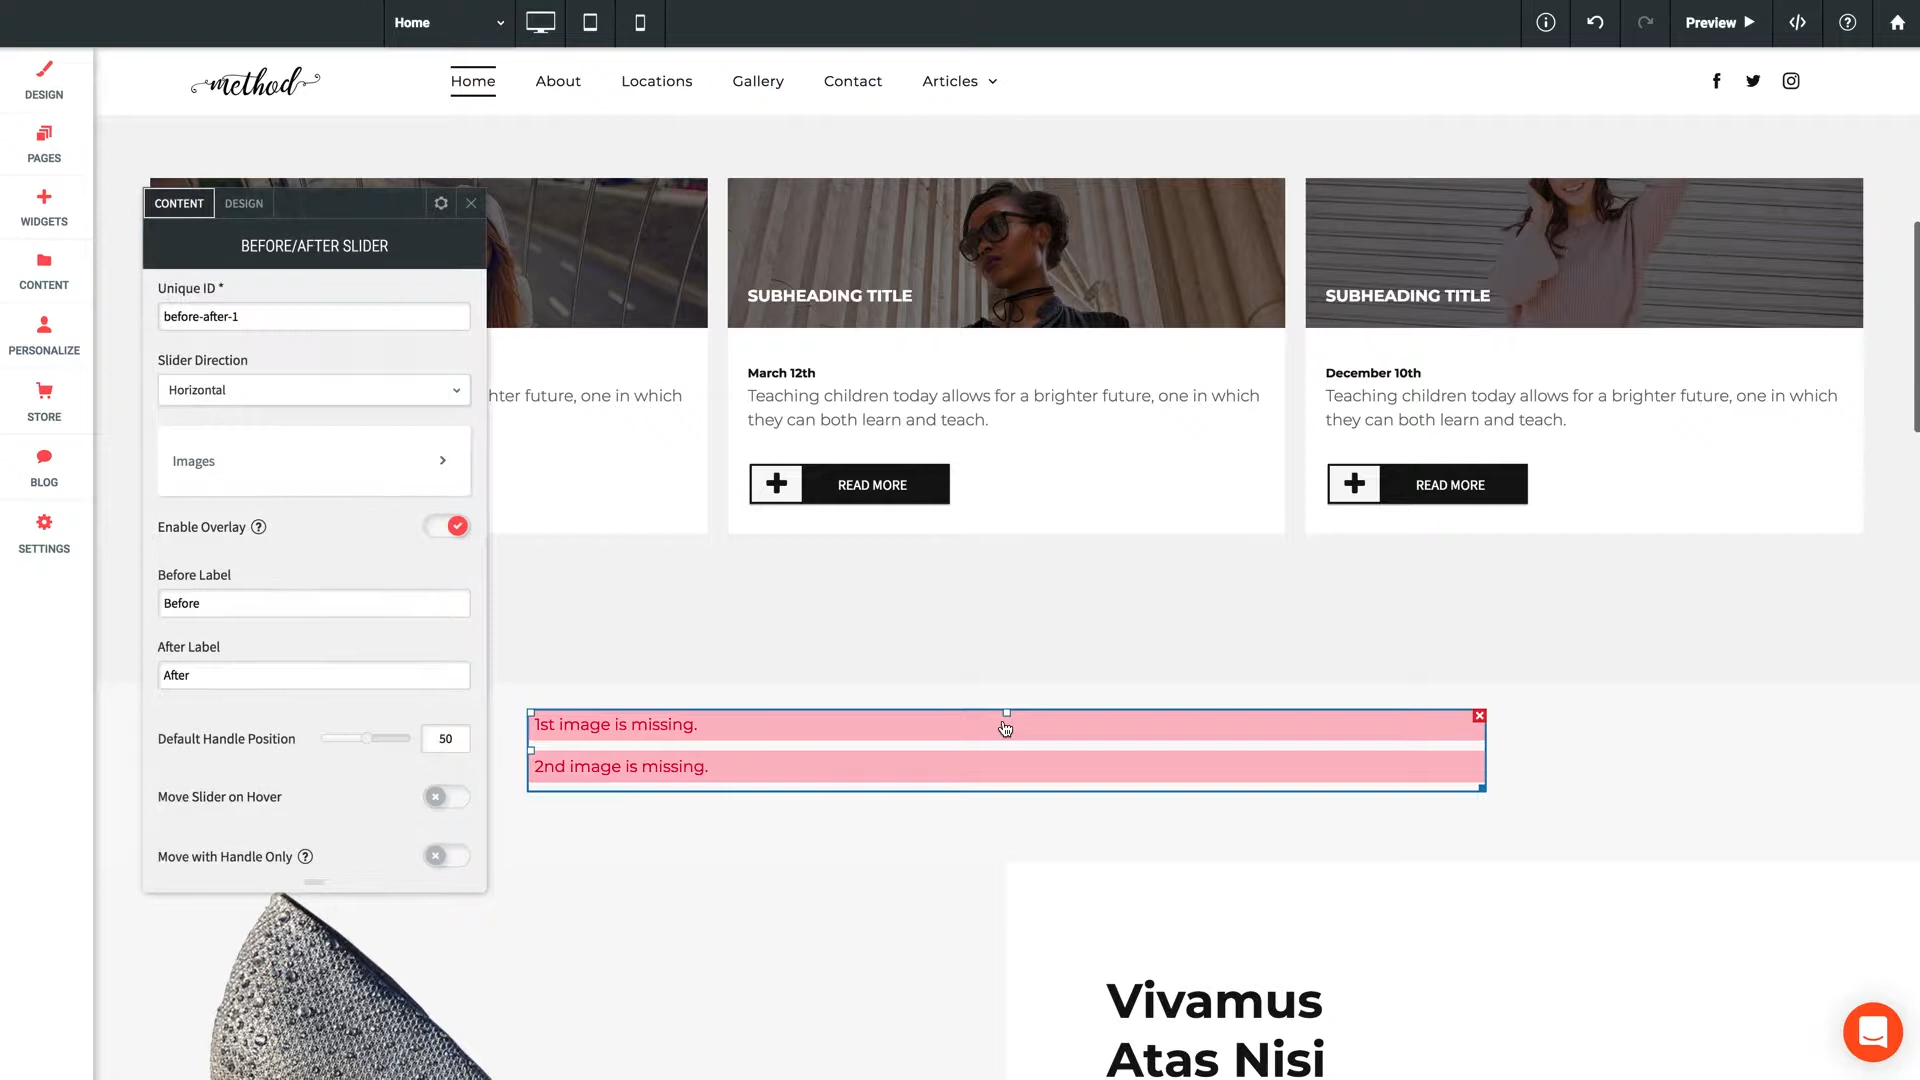 Home
Preview
method
Home
About
Locations
Gallery
Contact
Articles
DESIGN
PAGES
WIDGETS
CONTENT
PERSONALIZE
STORE
BLOG
SETTINGS
CONTENT
DESIGN
BEFORE/AFTER SLIDER
Unique ID *
before-after-1
Slider Direction
Horizontal
Images
Enable Overlay
Before Label
Before
After Label
After
Default Handle Position
50
Move Slider on Hover
Move with Handle Only
hter future, one in which
SUBHEADING TITLE
March 12th
Teaching children today allows for a brighter future, one in which
they can both learn and teach.
READ MORE
SUBHEADING TITLE
December 10th
Teaching children today allows for a brighter future, one in which
they can both learn and teach.
READ MORE
1st image is missing.
2nd image is missing.
Vivamus
Atas Nisi